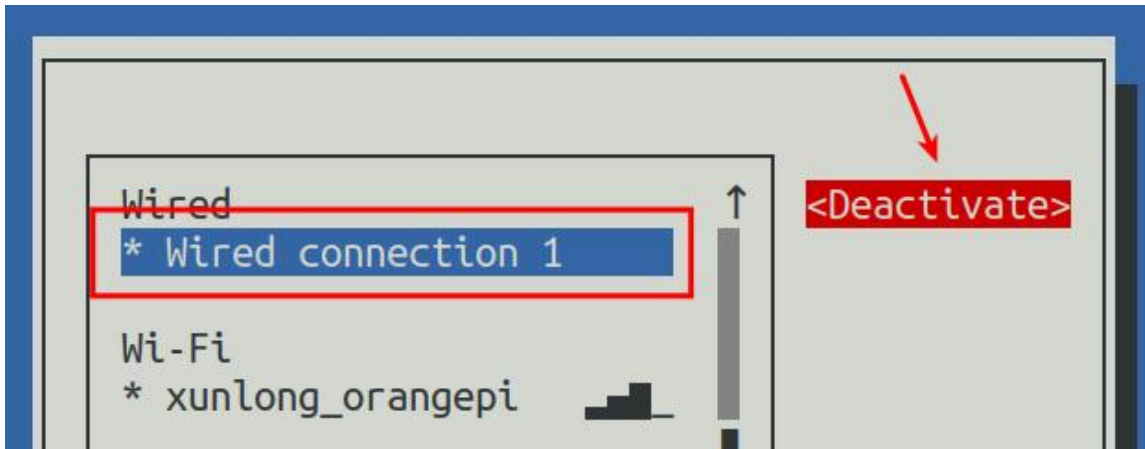 Wired
* Wired connection 1
<Deactivate>
Wi-Fi
* xunlong_orangepi